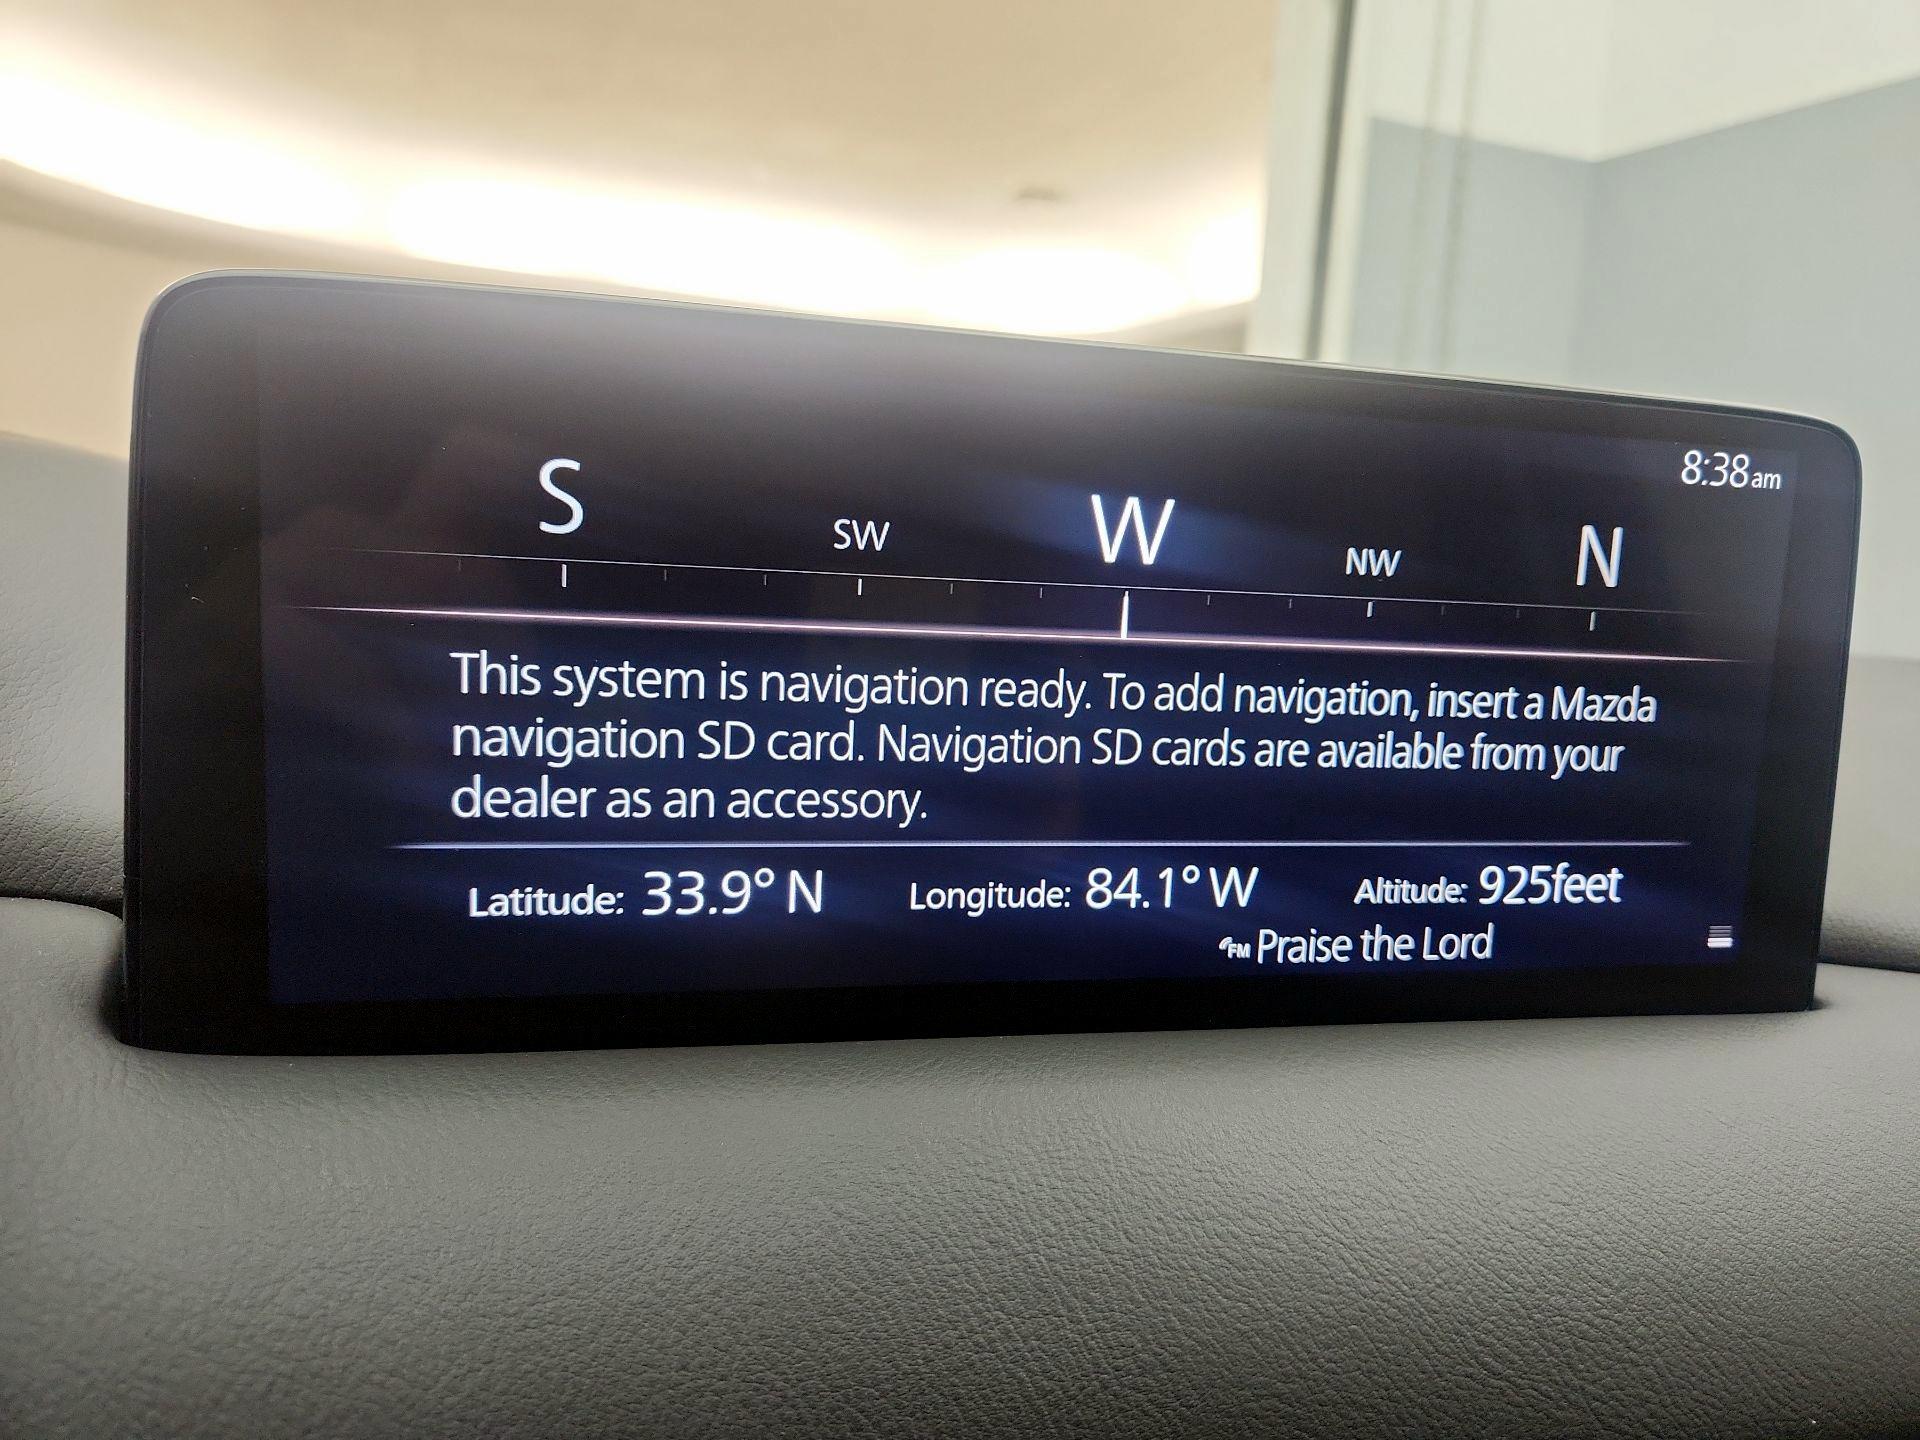 8:38am
S SW W NW N
This system is navigation ready. To add navigation, insert a Mazda
navigation SD card. Navigation SD cards are available from your
dealer as an accessory.
Latitude: 33.9° N Longitude: 84.1° W Altitude: 925feet
FM Praise the Lord